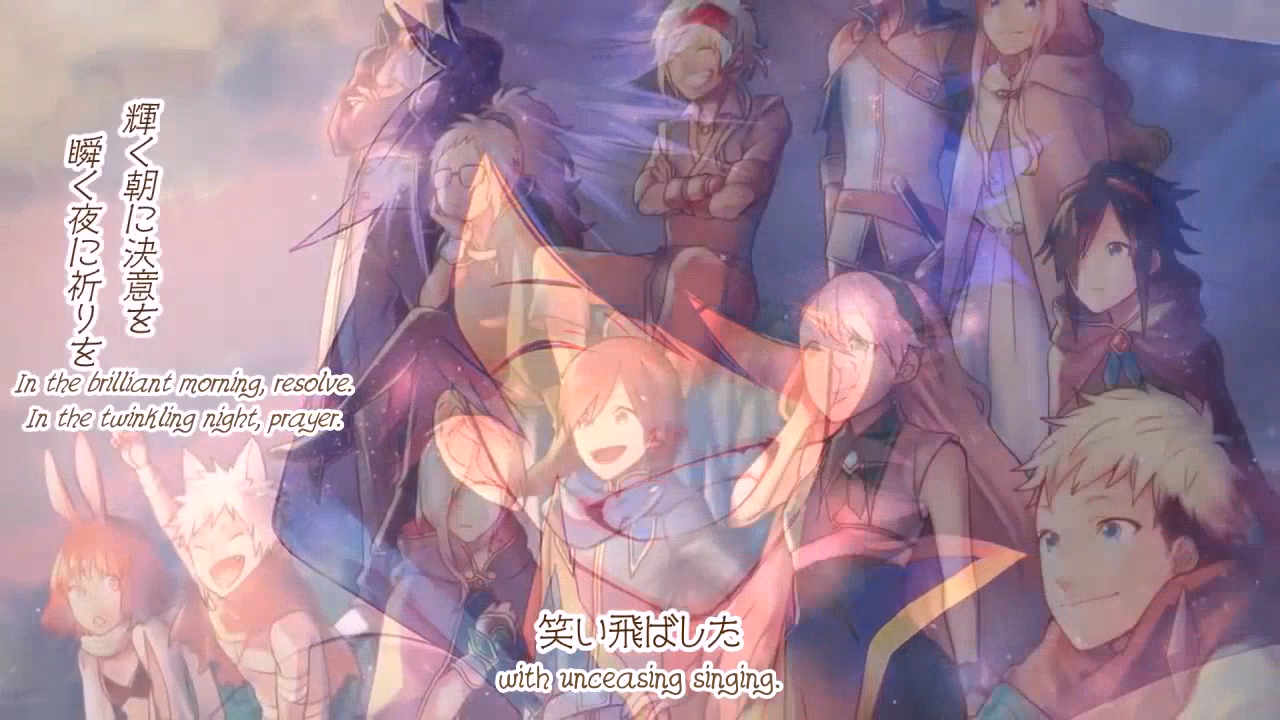 輝く朝に決意を
瞬く夜に祈りを
In the brilliant morning, resolve.
In the twinkling night, prayer.
笑い飛ばした
with unceasing singing.